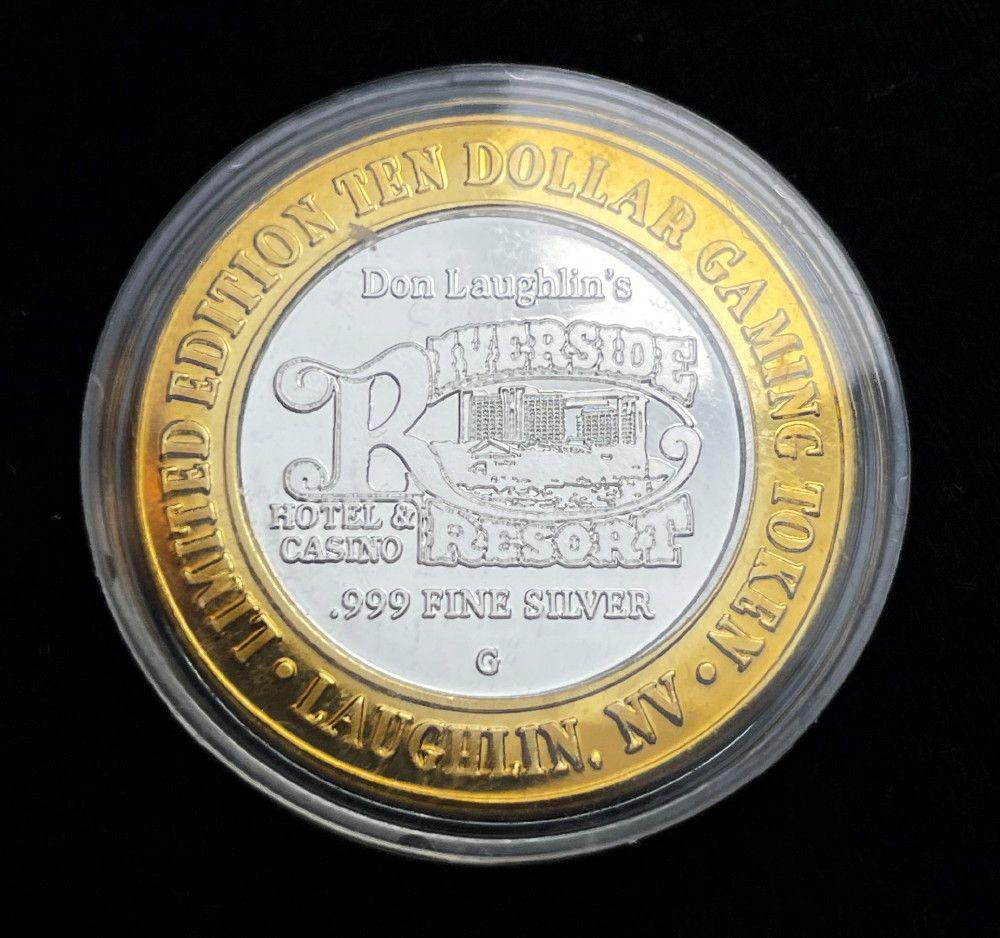 LIMITED EDITION TEN DOLLAR GAMING TOKEN
Don Laughlin's
RIVERSIDE
HOTEL &
CASINO
RESORT
.999 FINE SILVER
G
• LAUGHLIN, NV •